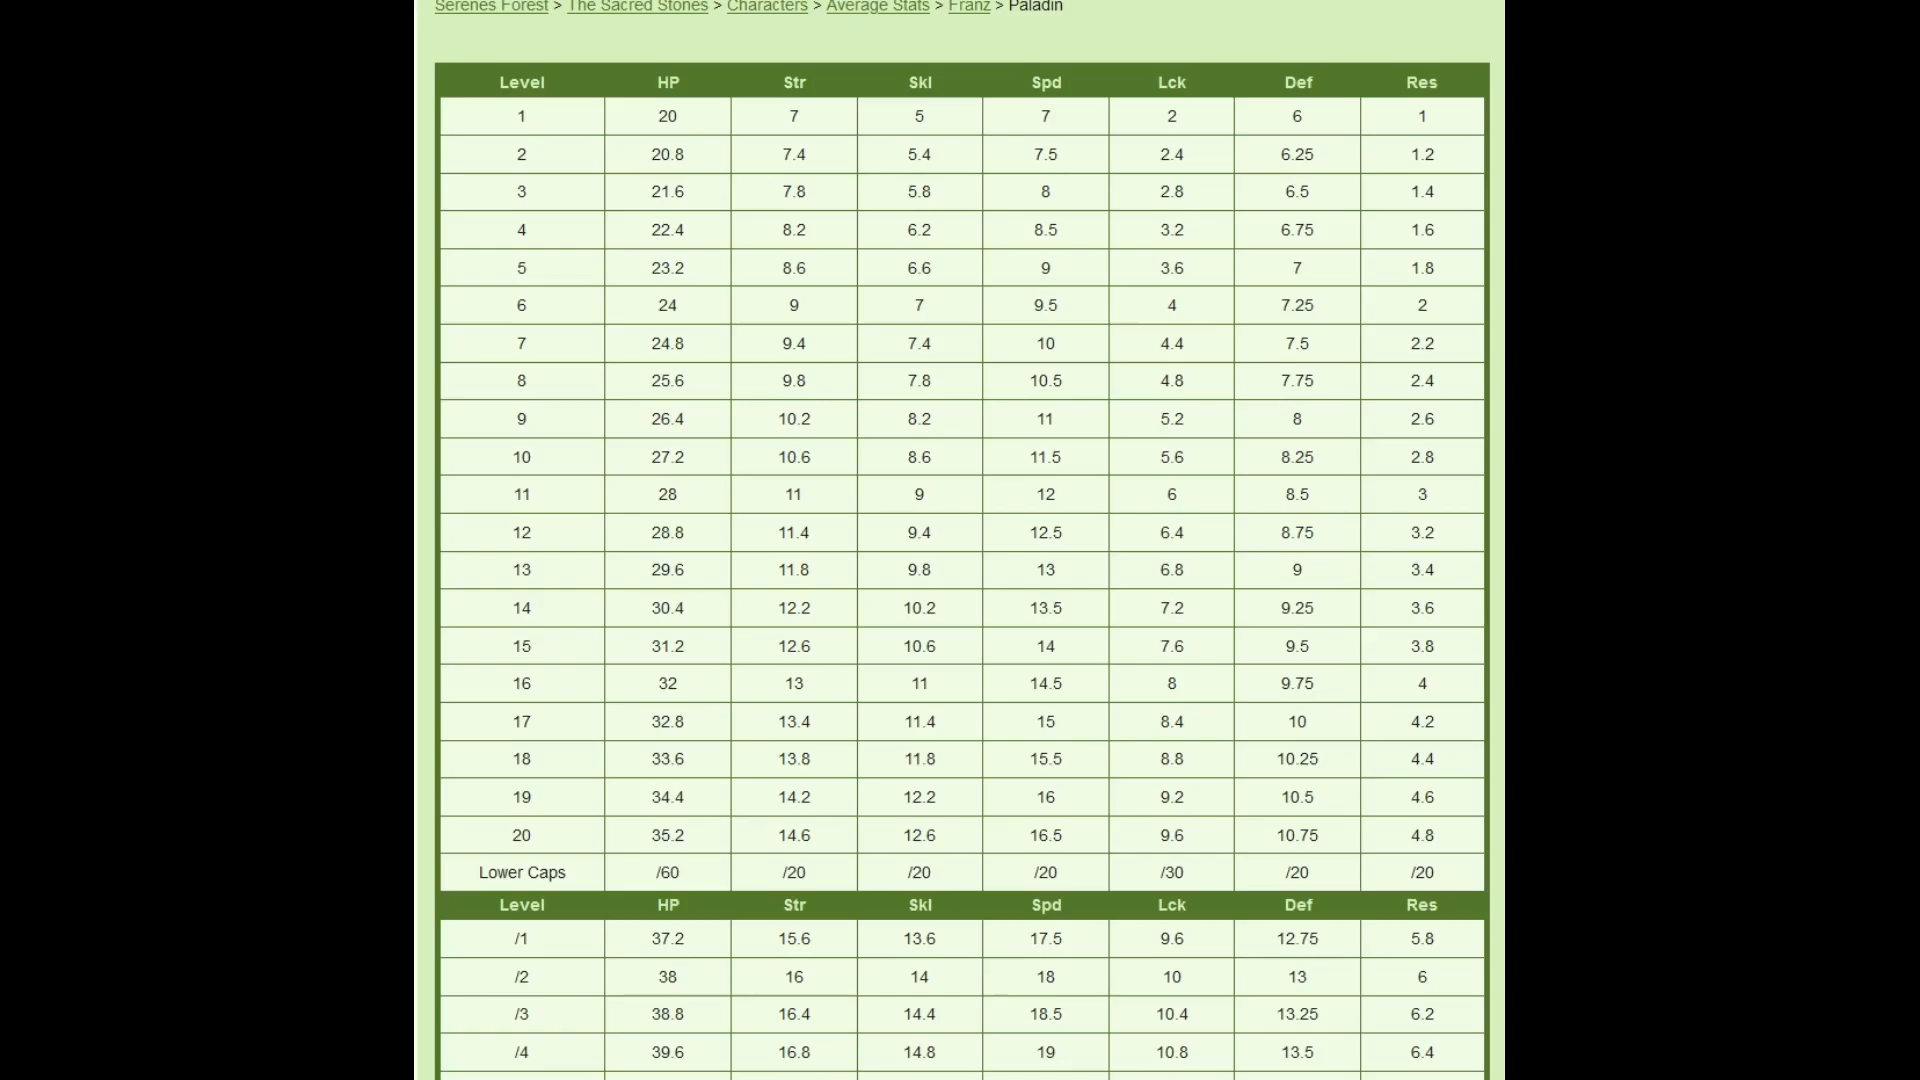 Serenes Forest > The Sacred Stones > Characters > Average Stats > Franz > Paladin
Level HP Str Skl Spd Lck Def Res
1 20 7 5 7 2 6 1
2 20.8 7.4 5.4 7.5 2.4 6.25 1.2
3 21.6 7.8 5.8 8 2.8 6.5 1.4
4 22.4 8.2 6.2 8.5 3.2 6.75 1.6
5 23.2 8.6 6.6 9 3.6 7 1.8
6 24 9 7 9.5 4 7.25 2
7 24.8 9.4 7.4 10 4.4 7.5 2.2
8 25.6 9.8 7.8 10.5 4.8 7.75 2.4
9 26.4 10.2 8.2 11 5.2 8 2.6
10 27.2 10.6 8.6 11.5 5.6 8.25 2.8
11 28 11 9 12 6 8.5 3
12 28.8 11.4 9.4 12.5 6.4 8.75 3.2
13 29.6 11.8 9.8 13 6.8 9 3.4
14 30.4 12.2 10.2 13.5 7.2 9.25 3.6
15 31.2 12.6 10.6 14 7.6 9.5 3.8
16 32 13 11 14.5 8 9.75 4
17 32.8 13.4 11.4 15 8.4 10 4.2
18 33.6 13.8 11.8 15.5 8.8 10.25 4.4
19 34.4 14.2 12.2 16 9.2 10.5 4.6
20 35.2 14.6 12.6 16.5 9.6 10.75 4.8
Lower Caps /60 /20 /20 /20 /30 /20 /20
Level HP Str Skl Spd Lck Def Res
/1 37.2 15.6 13.6 17.5 9.6 12.75 5.8
/2 38 16 14 18 10 13 6
/3 38.8 16.4 14.4 18.5 10.4 13.25 6.2
/4 39.6 16.8 14.8 19 10.8 13.5 6.4